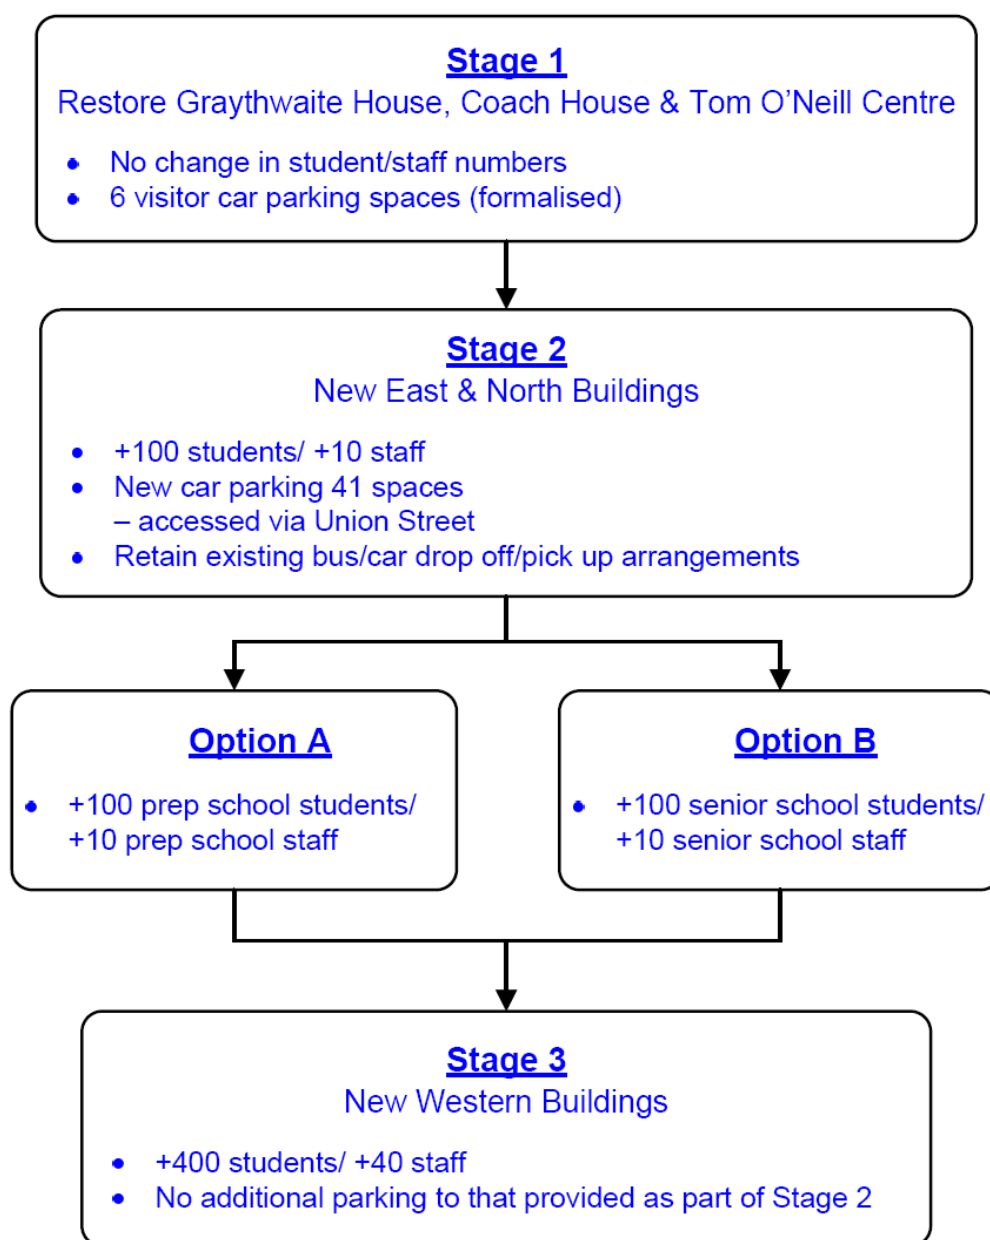 Stage 1
Restore Graythwaite House, Coach House & Tom O'Neill Centre
• No change in student/staff numbers
• 6 visitor car parking spaces (formalised)
Stage 2
New East & North Buildings
• +100 students/ +10 staff
• New car parking 41 spaces
– accessed via Union Street
• Retain existing bus/car drop off/pick up arrangements
Option A
• +100 prep school students/
+10 prep school staff
Option B
• +100 senior school students/
+10 senior school staff
Stage 3
New Western Buildings
• +400 students/ +40 staff
• No additional parking to that provided as part of Stage 2